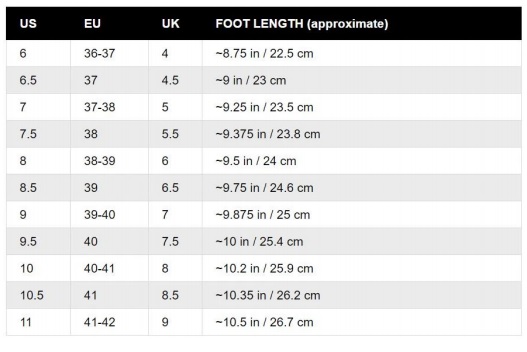 US EU UK FOOT LENGTH (approximate)
6 36-37 4 ~8.75 in / 22.5 cm
6.5 37 4.5 ~9 in / 23 cm
7 37-38 5 ~9.25 in / 23.5 cm
7.5 38 5.5 ~9.375 in / 23.8 cm
8 38-39 6 ~9.5 in / 24 cm
8.5 39 6.5 ~9.75 in / 24.6 cm
9 39-40 7 ~9.875 in / 25 cm
9.5 40 7.5 ~10 in / 25.4 cm
10 40-41 8 ~10.2 in / 25.9 cm
10.5 41 8.5 ~10.35 in / 26.2 cm
11 41-42 9 ~10.5 in / 26.7 cm